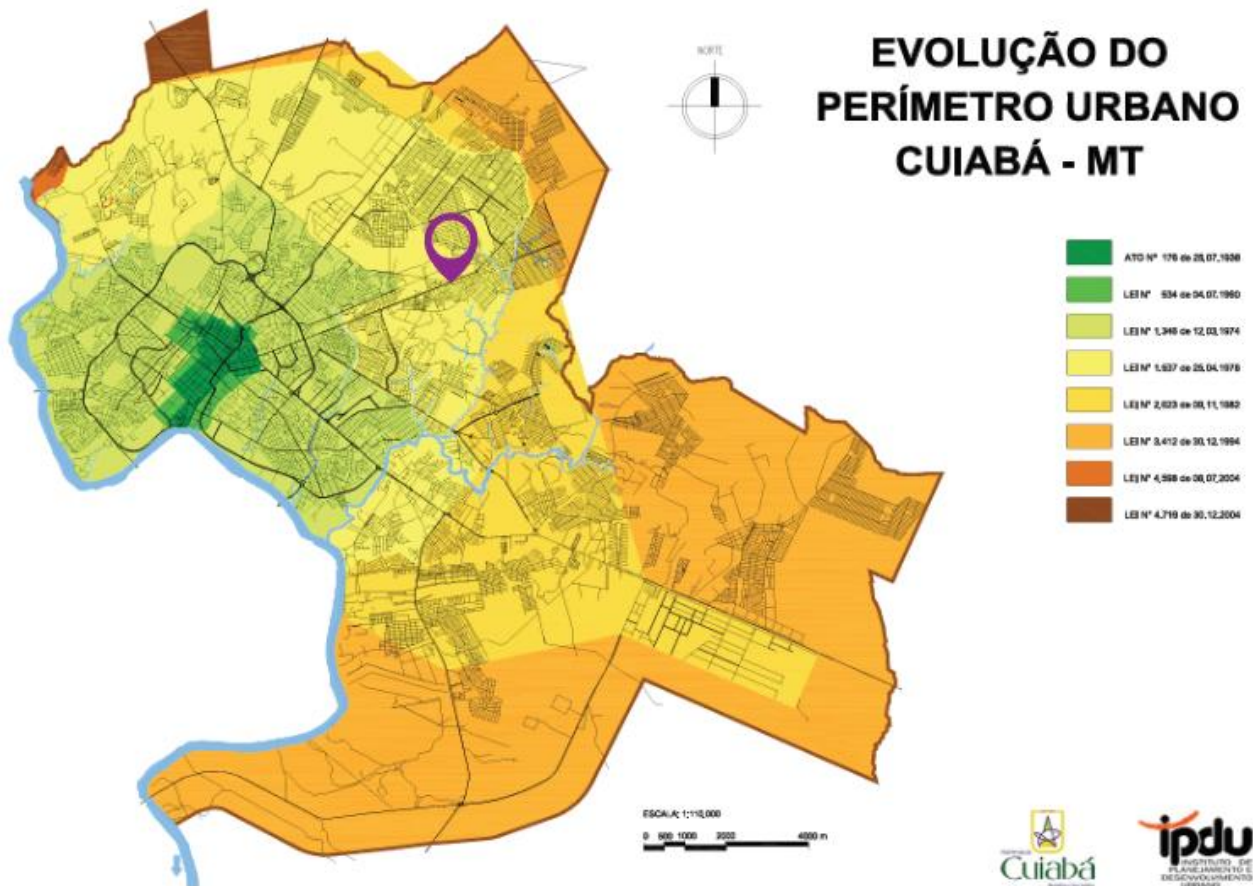 NORTE
EVOLUÇÃO DO
PERÍMETRO URBANO
CUIABÁ - MT
ATO Nº 176 de 25.07.1938
LEI Nº 534 de 04.07.1960
LEI Nº 1.346 de 12.03.1974
LEI Nº 1.537 de 25.04.1978
LEI Nº 2.023 de 09.11.1982
LEI Nº 3.412 de 30.12.1994
LEI Nº 4.598 de 08.07.2004
LEI Nº 4.719 de 30.12.2004
ESCALA: 1:110.000
0 500 1000 2000 4000 m
Cuiabá
ipdu
INSTITUTO DE
PLANEJAMENTO E
DESENVOLVIMENTO
URBANO